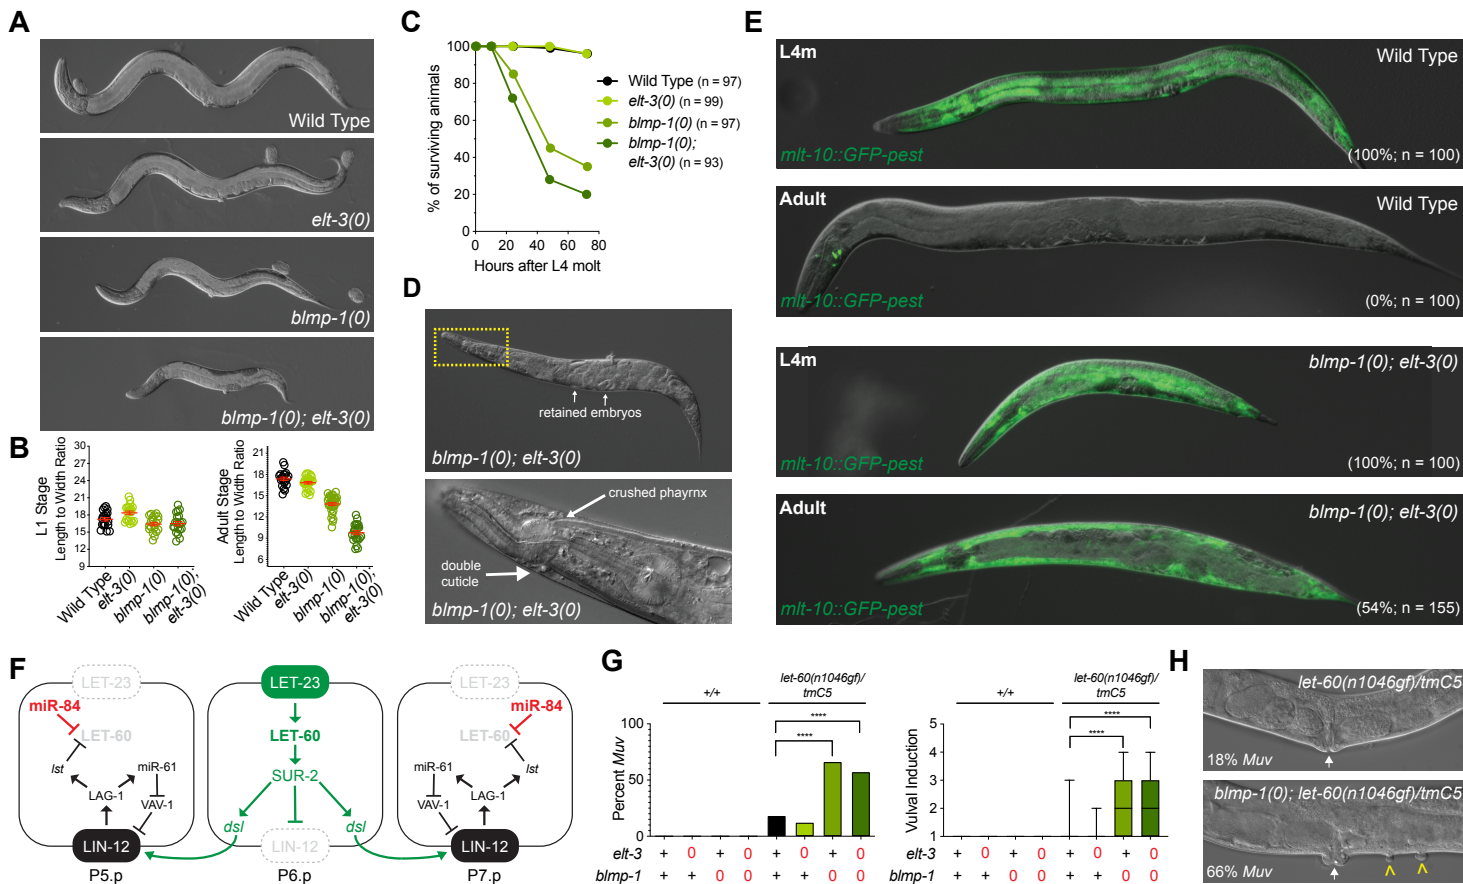 A
Wild Type
elt-3(0)
blmp-1(0)
blmp-1(0); elt-3(0)
B
L1 Stage
Length to Width Ratio
30
27
24
21
18
15
12
9
Wild Type
elt-3(0)
blmp-1(0)
blmp-1(0);
elt-3(0)
Adult Stage
Length to Width Ratio
21
18
15
12
9
6
Wild Type
elt-3(0)
blmp-1(0)
blmp-1(0);
elt-3(0)
C
% of surviving animals
100
80
60
40
20
0
0 20 40 60 80
Hours after L4 molt
Wild Type (n = 97)
elt-3(0) (n = 99)
blmp-1(0) (n = 97)
blmp-1(0);
elt-3(0) (n = 93)
D
retained embryos
blmp-1(0); elt-3(0)
crushed phayrnx
double
cuticle
blmp-1(0); elt-3(0)
E
L4m
Wild Type
mlt-10::GFP-pest
(100%; n = 100)
Adult
Wild Type
mlt-10::GFP-pest
(0%; n = 100)
L4m
blmp-1(0); elt-3(0)
mlt-10::GFP-pest
(100%; n = 100)
Adult
blmp-1(0); elt-3(0)
mlt-10::GFP-pest
(54%; n = 155)
F
LET-23
miR-84
LET-60
lst
miR-61
LAG-1
VAV-1
LIN-12
P5.p
LET-23
LET-60
SUR-2
dsl
dsl
LIN-12
P6.p
LET-23
miR-84
LET-60
miR-61
lst
LAG-1
VAV-1
LIN-12
P7.p
G
+/+
let-60(n1046gf)/
tmC5
Percent Muv
100
50
0
****
****
elt-3 + 0 + 0 + 0 + 0
blmp-1 + + 0 0 + + 0 0
+/+
let-60(n1046gf)/
tmC5
Vulval Induction
5
4
3
2
1
****
****
elt-3 + 0 + 0 + 0 + 0
blmp-1 + + 0 0 + + 0 0
H
let-60(n1046gf)/tmC5
18% Muv
blmp-1(0); let-60(n1046gf)/tmC5
66% Muv